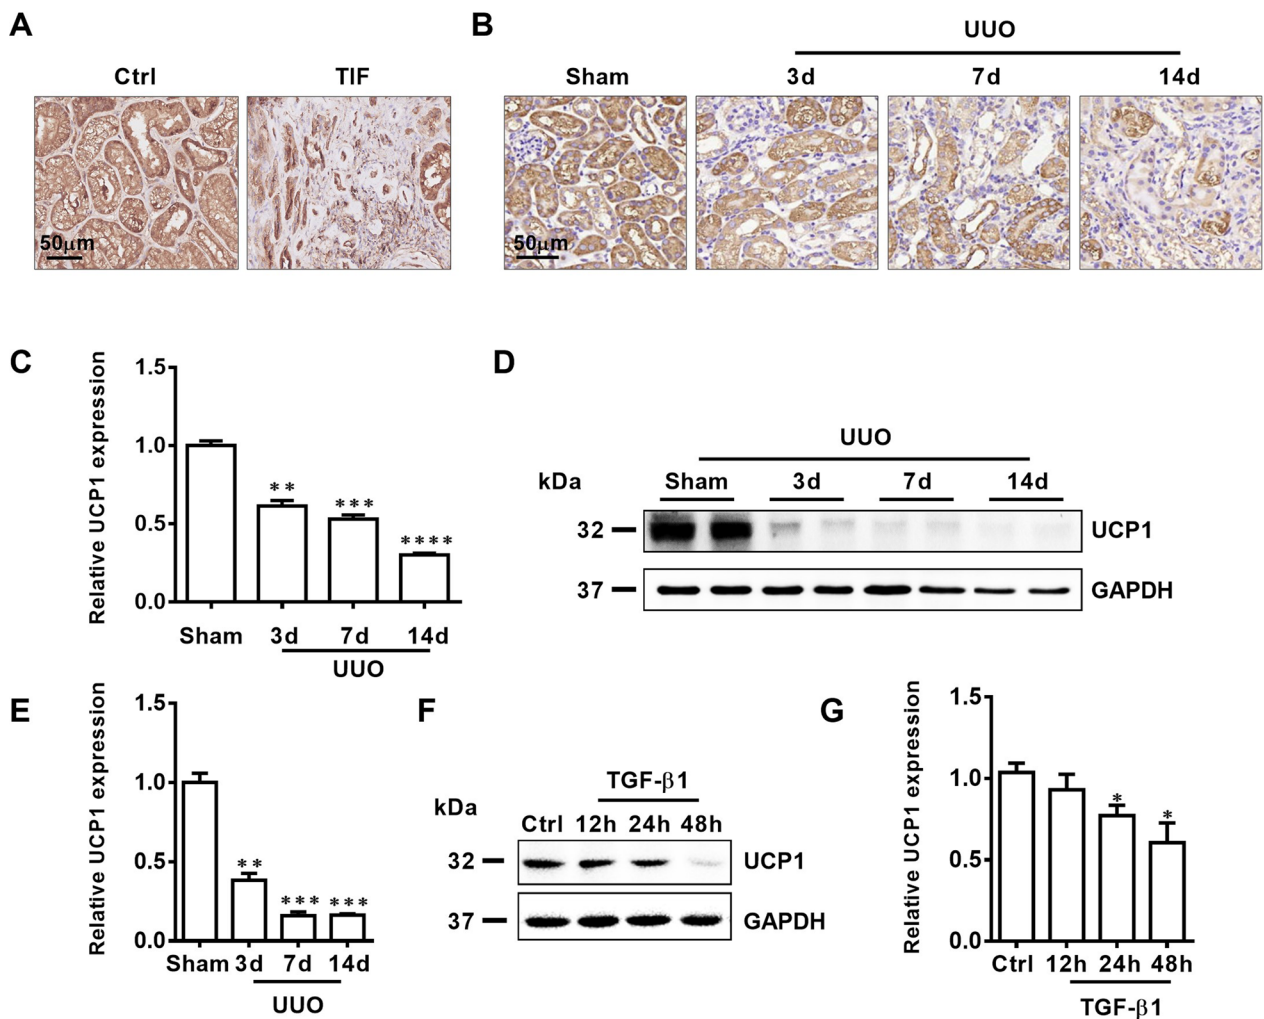 A
Ctrl TIF
50μm
B
UUO
Sham 3d 7d 14d
50μm
C
Relative UCP1 expression
1.5
1.0
0.5
0.0
** *** ****
Sham 3d 7d 14d
UUO
D
UUO
kDa Sham 3d 7d 14d
32 UCP1
37 GAPDH
E
Relative UCP1 expression
1.5
1.0
0.5
0.0
** *** ***
Sham 3d 7d 14d
UUO
F
TGF-β1
kDa
Ctrl 12h 24h 48h
32 UCP1
37 GAPDH
G
Relative UCP1 expression
1.5
1.0
0.5
0.0
* *
Ctrl 12h 24h 48h
TGF-β1